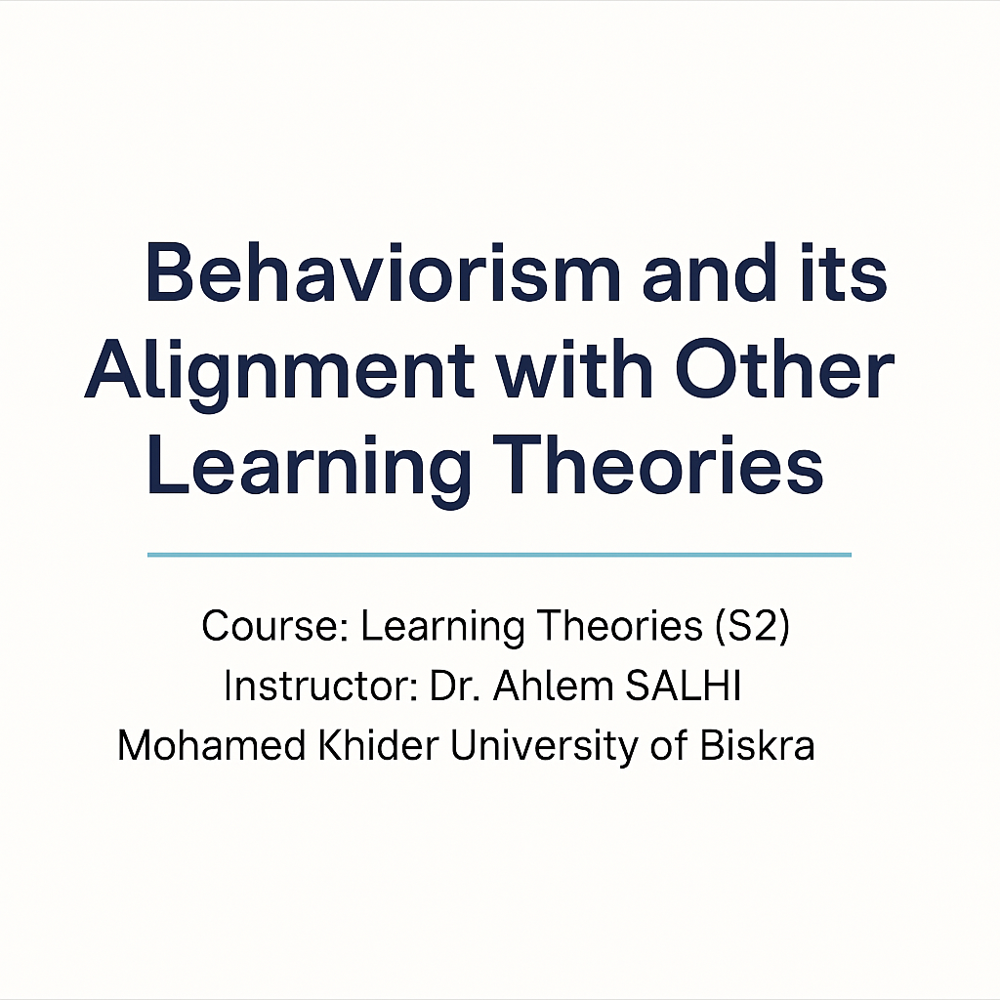 Behaviorism and its
Alignment with Other
Learning Theories
Course: Learning Theories (S2)
Instructor: Dr. Ahlem SALHI
Mohamed Khider University of Biskra